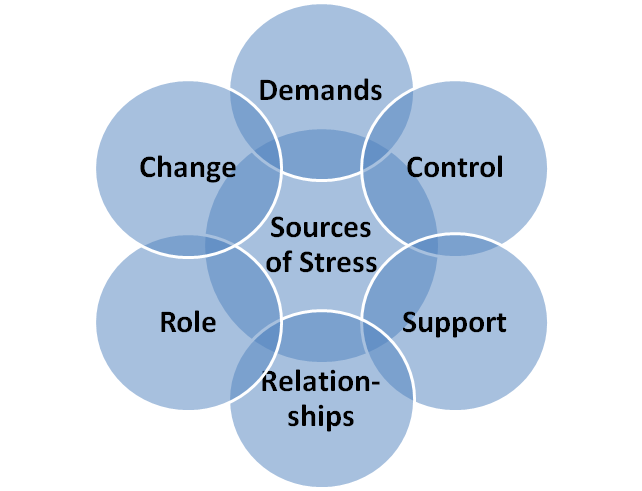 Demands
Change
Control
Sources
of Stress
Role
Support
Relation-
ships